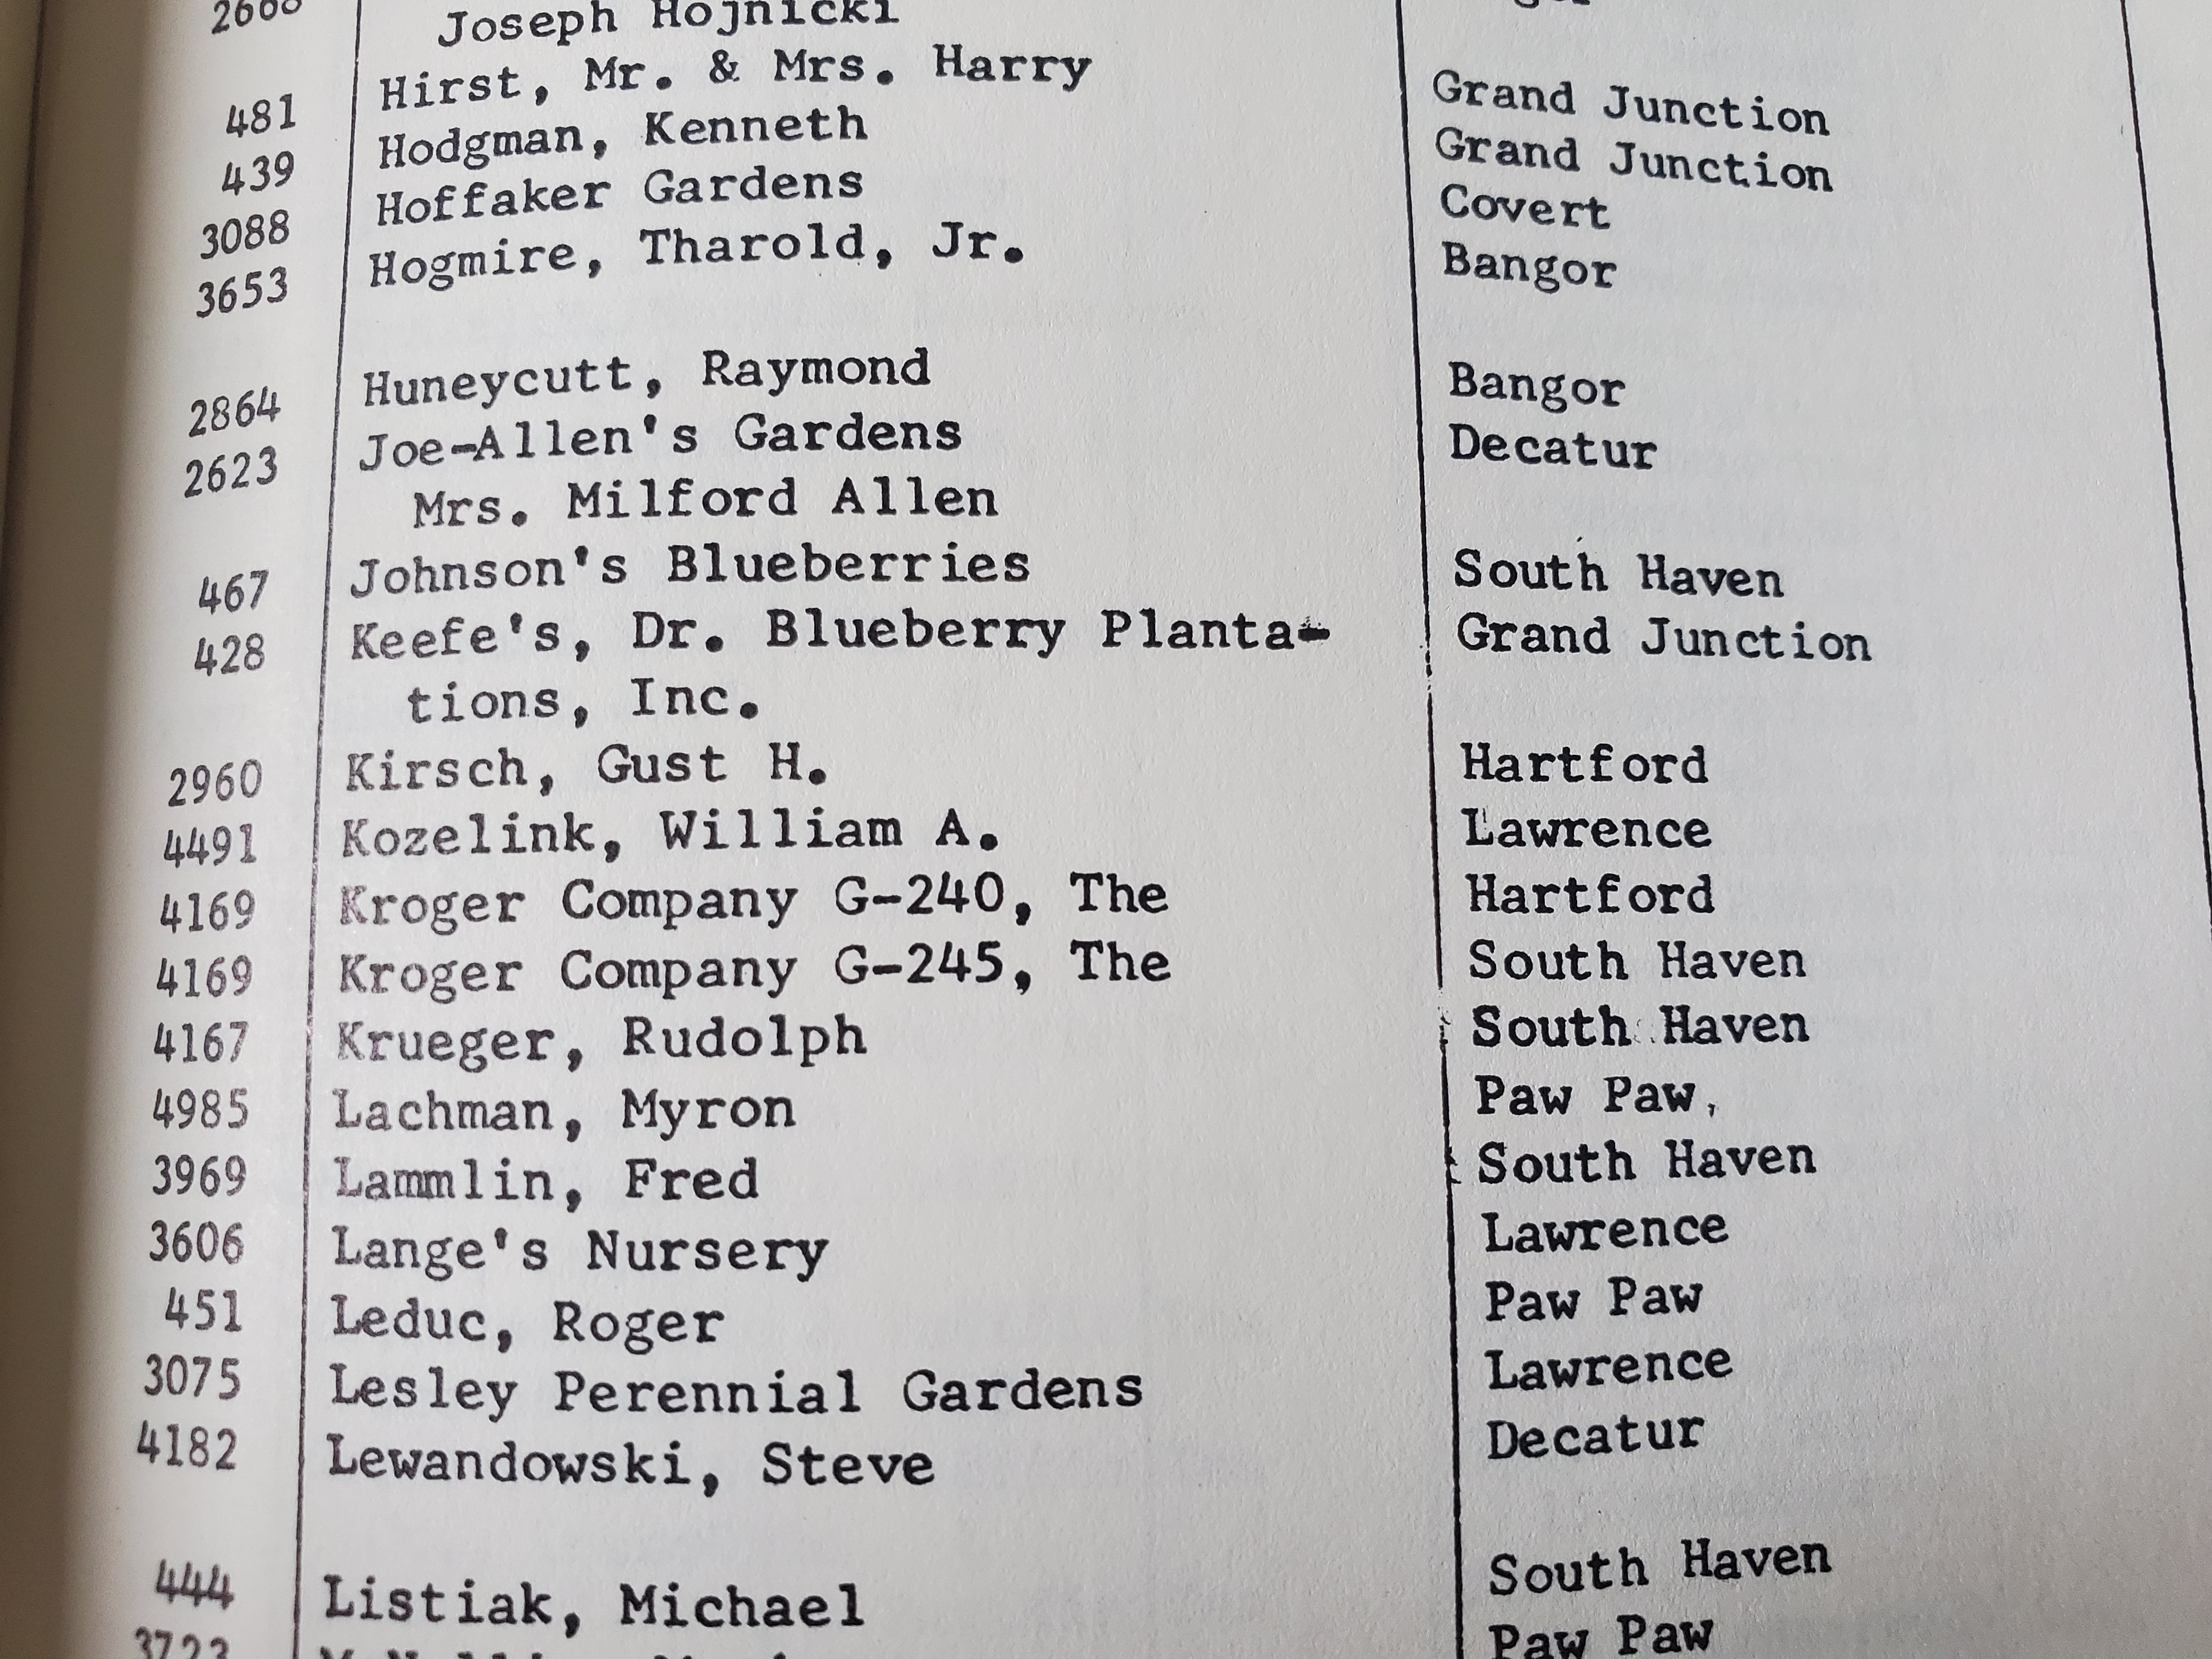 Joseph Hojnicki
481 Hirst, Mr. & Mrs. Harry Grand Junction
439 Hodgman, Kenneth Grand Junction
3088 Hoffaker Gardens Covert
3653 Hogmire, Tharold, Jr. Bangor
2864 Huneycutt, Raymond Bangor
2623 Joe-Allen's Gardens Decatur
Mrs. Milford Allen
467 Johnson's Blueberries South Haven
428 Keefe's, Dr. Blueberry Planta- Grand Junction
tions, Inc.
2960 Kirsch, Gust H. Hartford
4491 Kozelink, William A. Lawrence
4169 Kroger Company G-240, The Hartford
4169 Kroger Company G-245, The South Haven
4167 Krueger, Rudolph South Haven
4985 Lachman, Myron Paw Paw,
3969 Lammlin, Fred South Haven
3606 Lange's Nursery Lawrence
451 Leduc, Roger Paw Paw
3075 Lesley Perennial Gardens Lawrence
4182 Lewandowski, Steve Decatur
444 Listiak, Michael South Haven
3723 Paw Paw